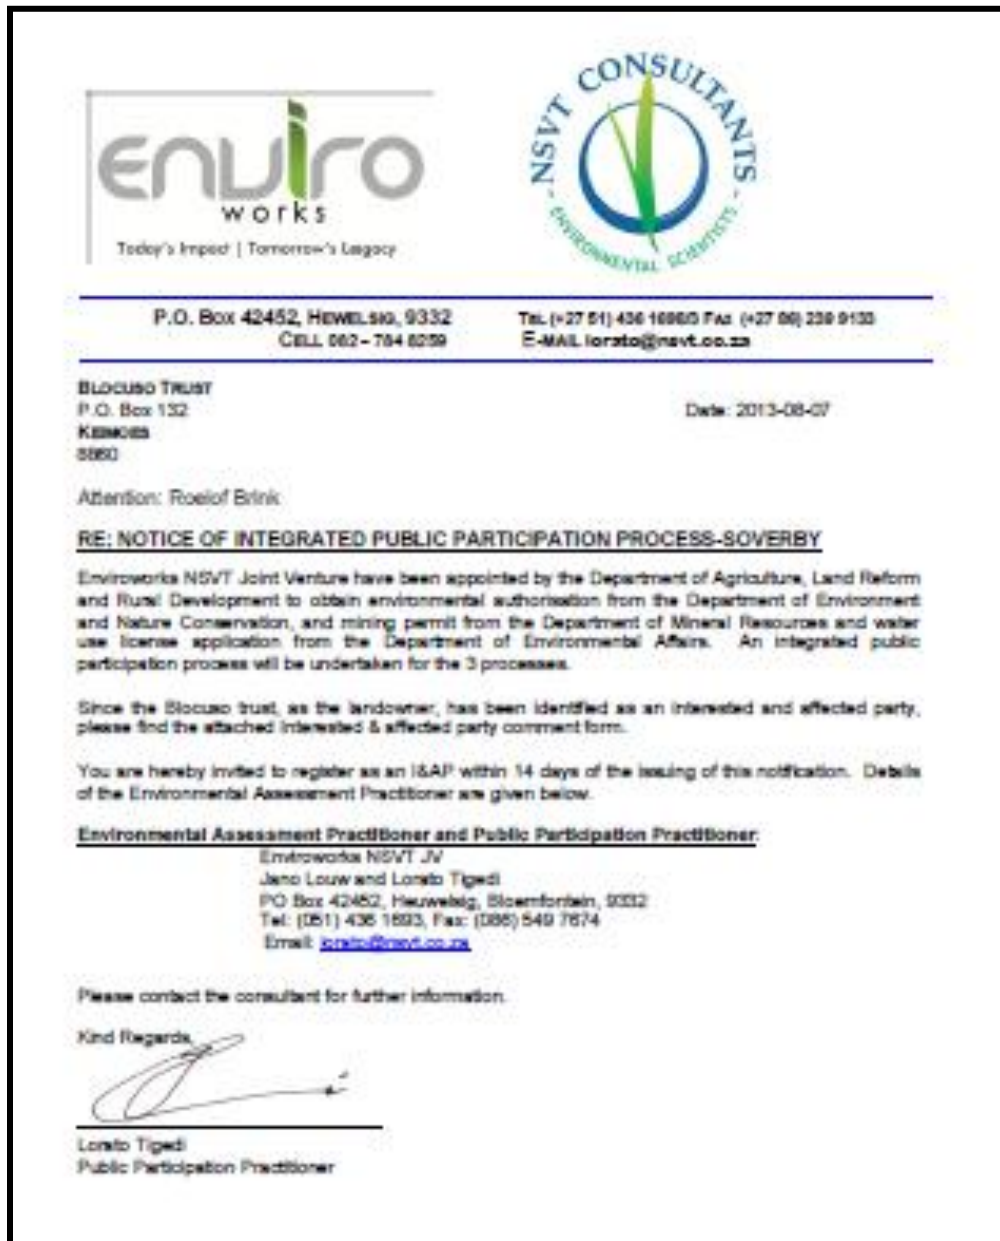 enviro
works
Today's Impact | Tomorrow's Legacy
- NSVT CONSULTANTS -
ENVIRONMENTAL SCIENTISTS
P.O. BOX 42452, HEWELSIG, 9332
TEL (+27 51) 436 FAX (+27 86) 239 9133
CELL 082 - 784 8259
E-MAIL lorato@nsvt.co.za
BLOCUSO TRUST
P.O. Box 132
Date: 2013-08-07
KEIMOES
8860
Attention: Roelof Brink
RE: NOTICE OF INTEGRATED PUBLIC PARTICIPATION PROCESS-SOVERBY
Enviroworks NSVT Joint Venture have been appointed by the Department of Agriculture, Land Reform
and Rural Development to obtain environmental authorisation from the Department of Environment
and Nature Conservation, and mining permit from the Department of Mineral Resources and water
use license application from the Department of Environmental Affairs. An integrated public
participation process will be undertaken for the 3 processes.
Since the Blocuso trust, as the landowner, has been identified as an interested and affected party,
please find the attached Interested & affected party comment form.
You are hereby invited to register as an I&AP within 14 days of the issuing of this notification. Details
of the Environmental Assessment Practitioner are given below.
Environmental Assessment Practitioner and Public Participation Practitioner:
Enviroworks NSVT JV
Jano Louw and Lorato Tigedi
PO Box 42452, Heuwelsig, Bloemfontein, 9332
Tel: (051) 436 1693, Fax: (086) 549 7674
Email: lorato@nsvt.co.za
Please contact the consultant for further information.
Kind Regards,
Lorato Tigedi
Public Participation Practitioner